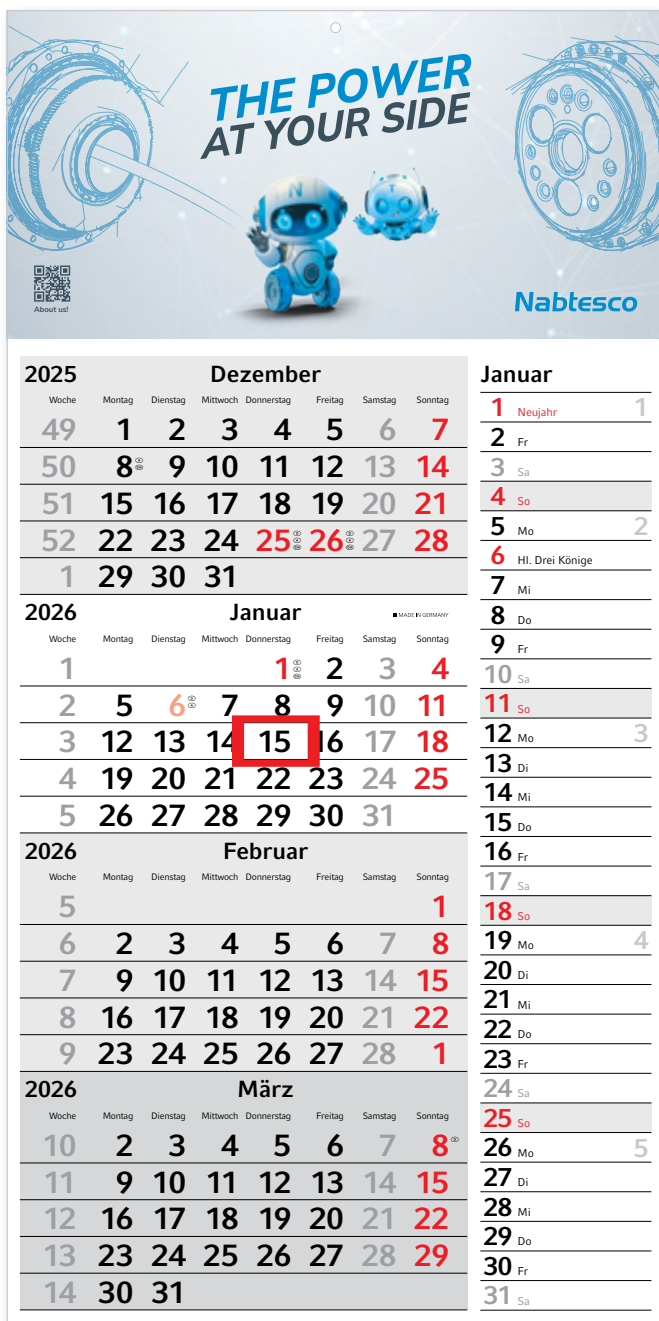 THE POWER
AT YOUR SIDE
N
T
About us!
Nabtesco
2025 Dezember
Woche Montag Dienstag Mittwoch Donnerstag Freitag Samstag Sonntag
49 1 2 3 4 5 6 7
50 8 9 10 11 12 13 14
51 15 16 17 18 19 20 21
52 22 23 24 25 26 27 28
1 29 30 31
2026 Januar MADE IN GERMANY
Woche Montag Dienstag Mittwoch Donnerstag Freitag Samstag Sonntag
1 1 2 3 4
2 5 6 7 8 9 10 11
3 12 13 14 15 16 17 18
4 19 20 21 22 23 24 25
5 26 27 28 29 30 31
2026 Februar
Woche Montag Dienstag Mittwoch Donnerstag Freitag Samstag Sonntag
5 1
6 2 3 4 5 6 7 8
7 9 10 11 12 13 14 15
8 16 17 18 19 20 21 22
9 23 24 25 26 27 28 1
2026 März
Woche Montag Dienstag Mittwoch Donnerstag Freitag Samstag Sonntag
10 2 3 4 5 6 7 8
11 9 10 11 12 13 14 15
12 16 17 18 19 20 21 22
13 23 24 25 26 27 28 29
14 30 31
Januar
1 Neujahr 1
2 Fr
3 Sa
4 So
5 Mo 2
6 Hl. Drei Könige
7 Mi
8 Do
9 Fr
10 Sa
11 So
12 Mo 3
13 Di
14 Mi
15 Do
16 Fr
17 Sa
18 So
19 Mo 4
20 Di
21 Mi
22 Do
23 Fr
24 Sa
25 So
26 Mo 5
27 Di
28 Mi
29 Do
30 Fr
31 Sa